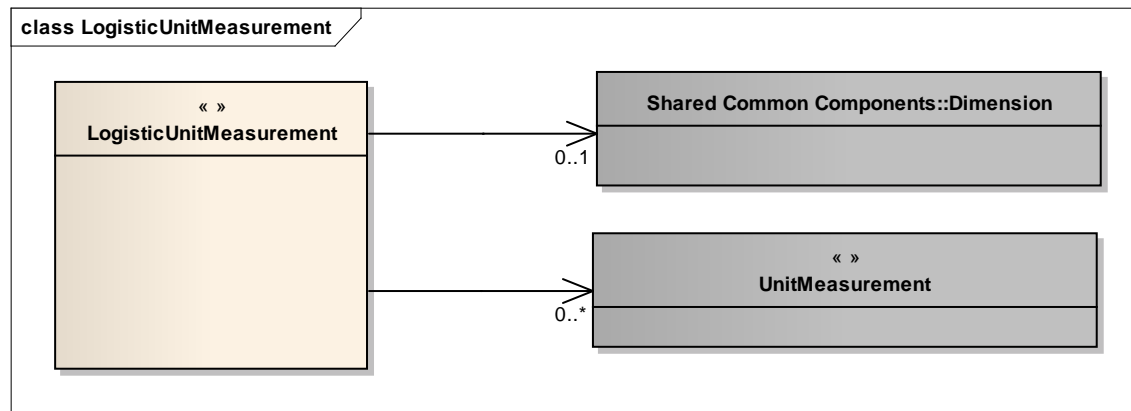 class LogisticUnitMeasurement
« »
LogisticUnitMeasurement
Shared Common Components::Dimension
0..1
« »
UnitMeasurement
0..*